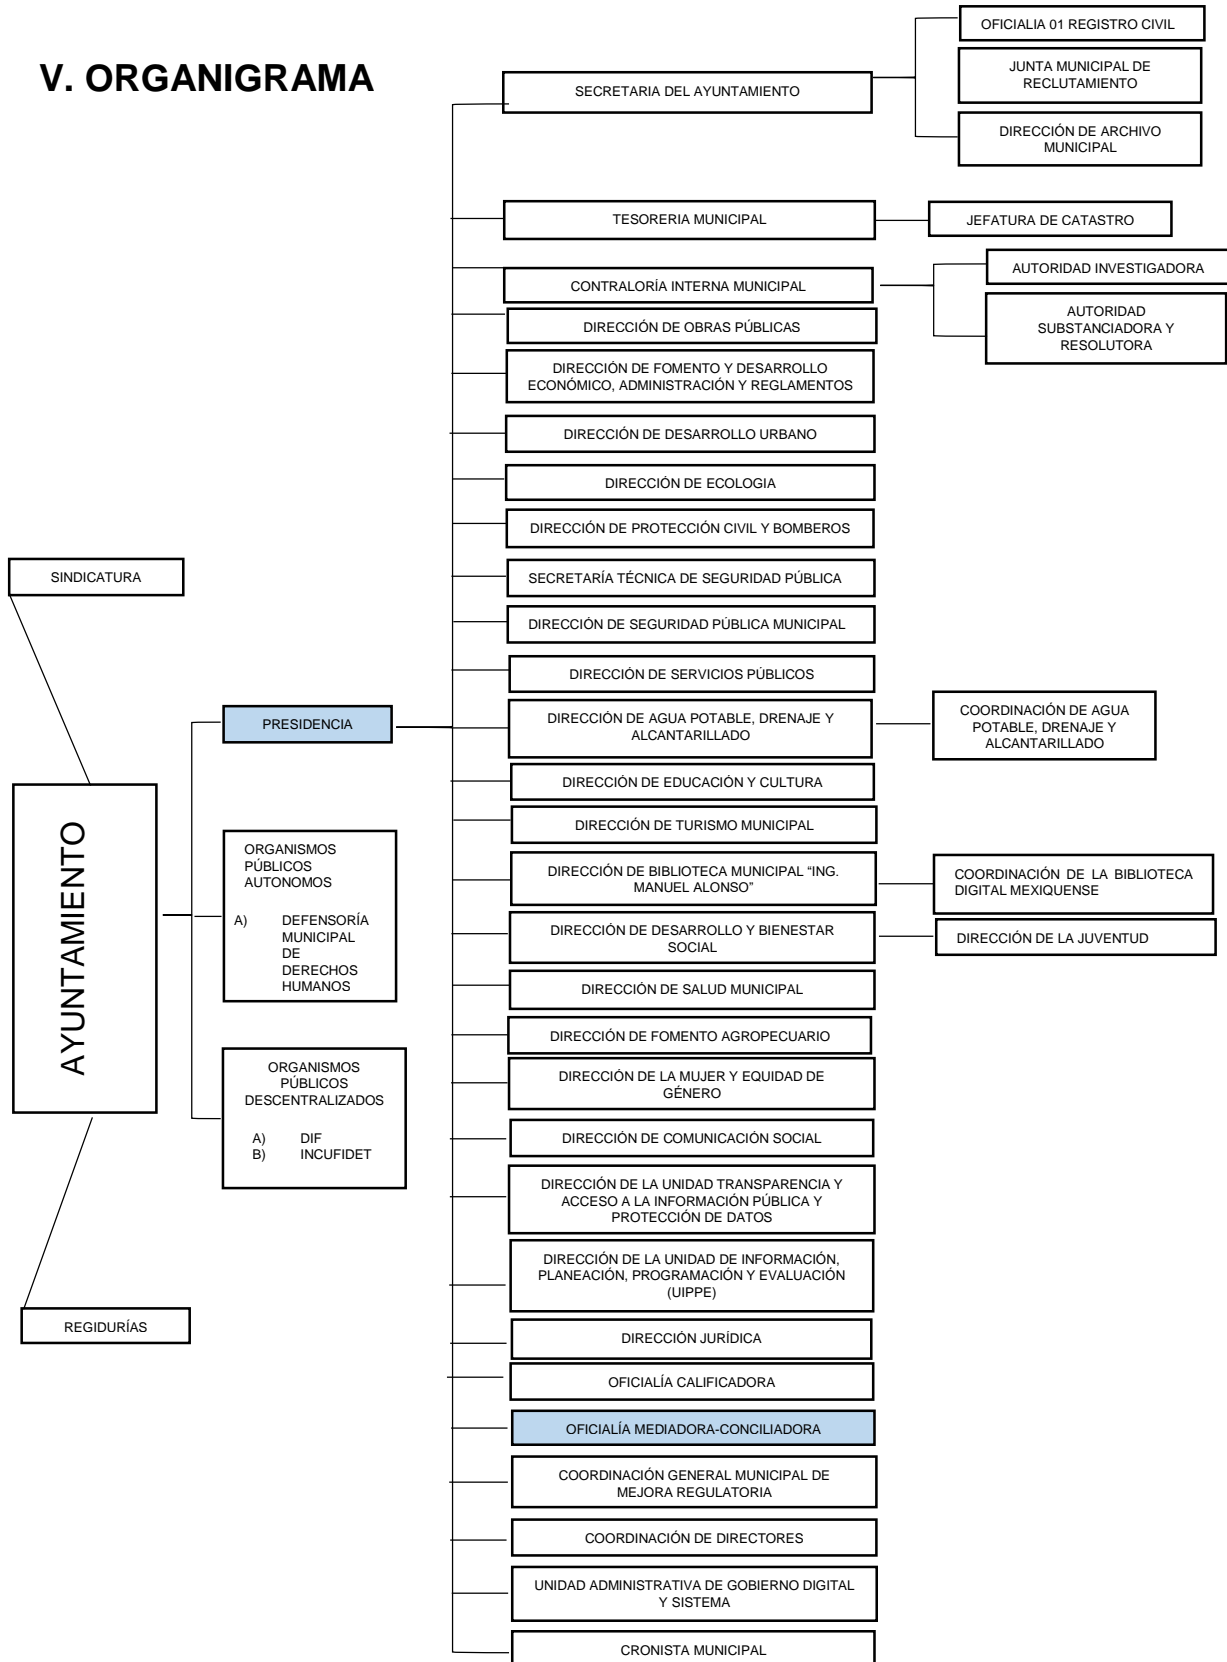 V. ORGANIGRAMA
OFICIALIA 01 REGISTRO CIVIL
SECRETARIA DEL AYUNTAMIENTO
JUNTA MUNICIPAL DE
RECLUTAMIENTO
DIRECCIÓN DE ARCHIVO
MUNICIPAL
TESORERIA MUNICIPAL
JEFATURA DE CATASTRO
CONTRALORÍA INTERNA MUNICIPAL
AUTORIDAD INVESTIGADORA
AUTORIDAD
SUBSTANCIADORA Y
RESOLUTORA
DIRECCIÓN DE OBRAS PÚBLICAS
DIRECCIÓN DE FOMENTO Y DESARROLLO
ECONÓMICO, ADMINISTRACIÓN Y REGLAMENTOS
DIRECCIÓN DE DESARROLLO URBANO
DIRECCIÓN DE ECOLOGIA
DIRECCIÓN DE PROTECCIÓN CIVIL Y BOMBEROS
SINDICATURA
SECRETARÍA TÉCNICA DE SEGURIDAD PÚBLICA
DIRECCIÓN DE SEGURIDAD PÚBLICA MUNICIPAL
DIRECCIÓN DE SERVICIOS PÚBLICOS
PRESIDENCIA
DIRECCIÓN DE AGUA POTABLE, DRENAJE Y
ALCANTARILLADO
COORDINACIÓN DE AGUA
POTABLE, DRENAJE Y
ALCANTARILLADO
DIRECCIÓN DE EDUCACIÓN Y CULTURA
DIRECCIÓN DE TURISMO MUNICIPAL
AYUNTAMIENTO
ORGANISMOS
PÚBLICOS
AUTONOMOS
A) DEFENSORÍA
MUNICIPAL
DE
DERECHOS
HUMANOS
DIRECCIÓN DE BIBLIOTECA MUNICIPAL “ING.
MANUEL ALONSO”
COORDINACIÓN DE LA BIBLIOTECA
DIGITAL MEXIQUENSE
DIRECCIÓN DE DESARROLLO Y BIENESTAR
SOCIAL
DIRECCIÓN DE LA JUVENTUD
DIRECCIÓN DE SALUD MUNICIPAL
DIRECCIÓN DE FOMENTO AGROPECUARIO
ORGANISMOS
PÚBLICOS
DESCENTRALIZADOS
A) DIF
B) INCUFIDET
DIRECCIÓN DE LA MUJER Y EQUIDAD DE
GÉNERO
DIRECCIÓN DE COMUNICACIÓN SOCIAL
DIRECCIÓN DE LA UNIDAD TRANSPARENCIA Y
ACCESO A LA INFORMACIÓN PÚBLICA Y
PROTECCIÓN DE DATOS
DIRECCIÓN DE LA UNIDAD DE INFORMACIÓN,
PLANEACIÓN, PROGRAMACIÓN Y EVALUACIÓN
(UIPPE)
REGIDURÍAS
DIRECCIÓN JURÍDICA
OFICIALÍA CALIFICADORA
OFICIALÍA MEDIADORA-CONCILIADORA
COORDINACIÓN GENERAL MUNICIPAL DE
MEJORA REGULATORIA
COORDINACIÓN DE DIRECTORES
UNIDAD ADMINISTRATIVA DE GOBIERNO DIGITAL
Y SISTEMA
CRONISTA MUNICIPAL